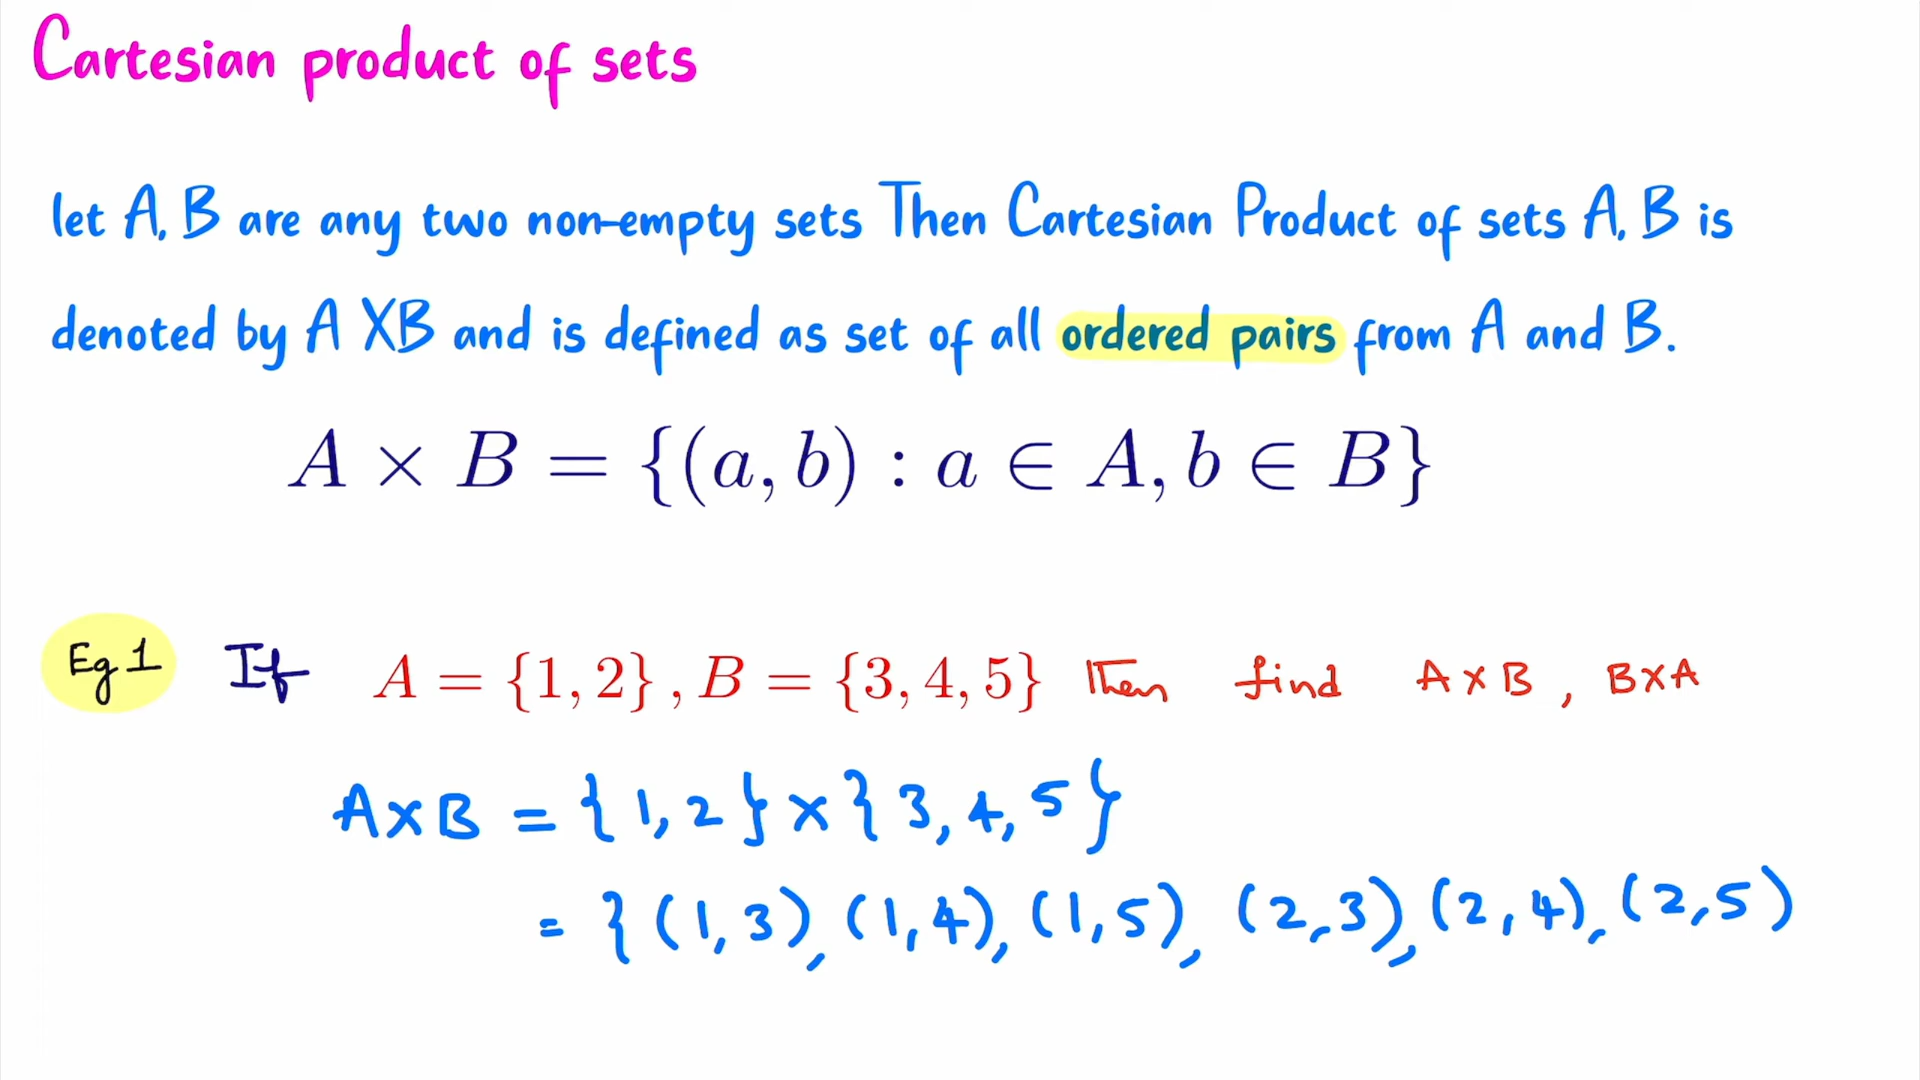 Cartesian product of sets
let A, B are any two non-empty sets Then Cartesian Product of sets A, B is
denoted by A XB and is defined as set of all ordered pairs from A and B.
A × B = {(a, b) : a ∈ A, b ∈ B}
Eg 1 If A = {1, 2} , B = {3, 4, 5} Then find A x B , B x A
A x B = { 1, 2 } x { 3, 4, 5 }
= { (1, 3), (1, 4), (1, 5), (2, 3), (2, 4), (2, 5)